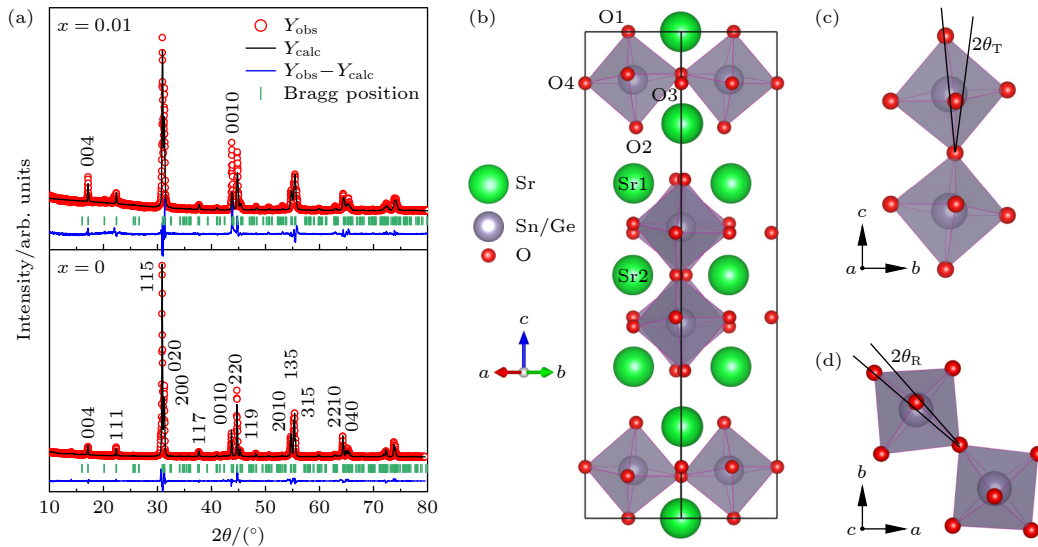 (a)
x = 0.01
Y_obs
Y_calc
Y_obs−Y_calc
Bragg position
004
0010
x = 0
115
020
200
004
111
117
0010
220
119
2010
135
315
2210
040
Intensity/arb. units
10 20 30 40 50 60 70 80
2θ/(°)
(b)
O1
O4
O3
O2
Sr1
Sr2
Sr
Sn/Ge
O
c
a
b
(c)
2θ_T
c
a
b
(d)
2θ_R
b
c
a